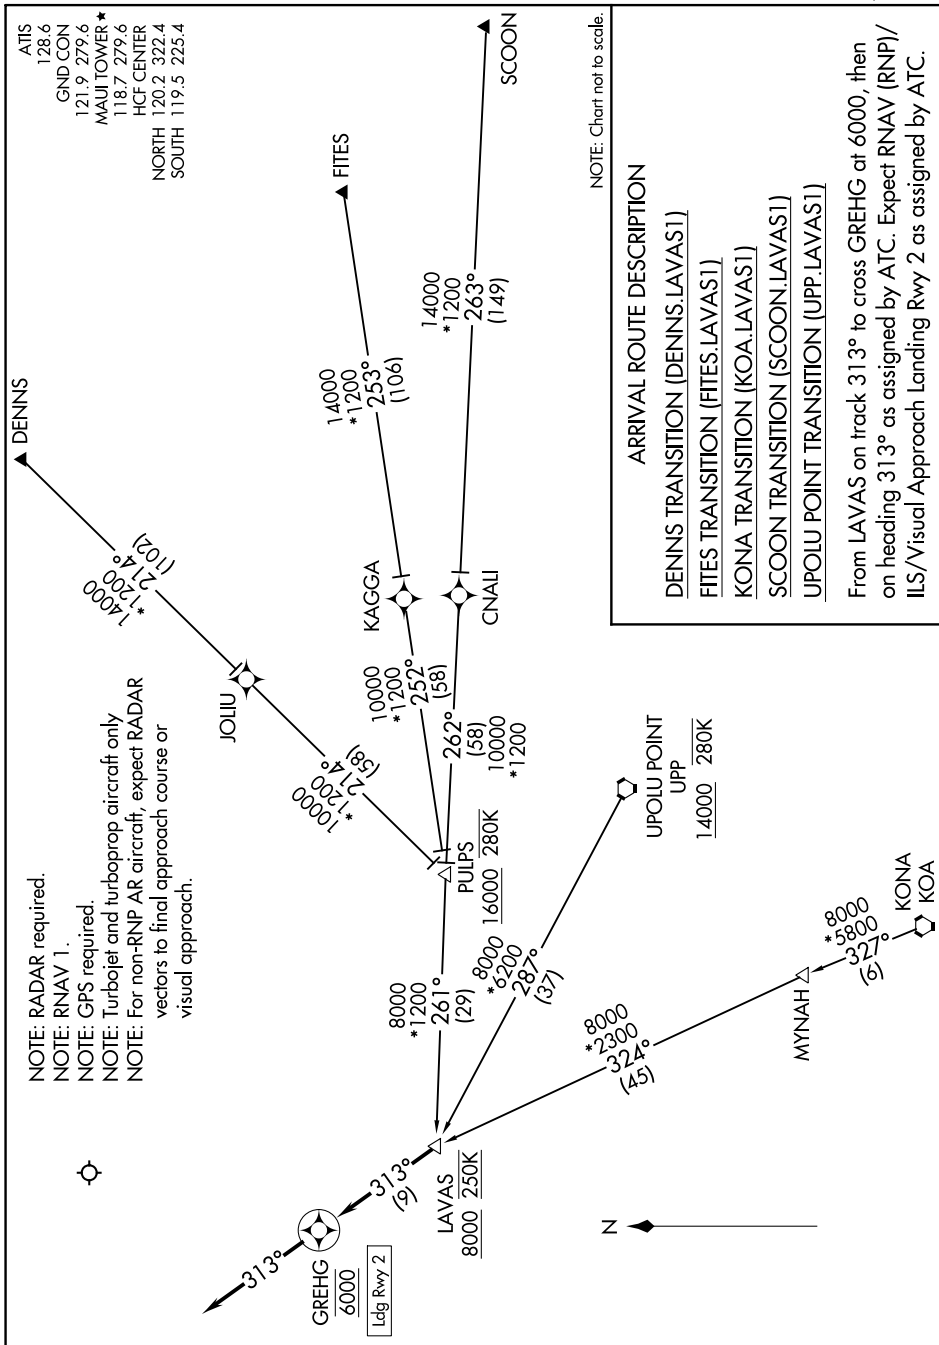 ATIS
128.6
GND CON
121.9 279.6
MAUI TOWER★
118.7 279.6
HCF CENTER
NORTH 120.2 322.4
SOUTH 119.5 225.4
NOTE: RADAR required.
NOTE: RNAV 1.
NOTE: GPS required.
NOTE: Turbojet and turboprop aircraft only
NOTE: For non-RNP AR aircraft, expect RADAR
vectors to final approach course or
visual approach.
DENNS
14000
*1200
214°
(102)
JOLIU
10000
*1200
214°
(58)
FITES
14000
*1200
253°
(106)
KAGGA
10000
*1200
252°
(58)
SCOON
14000
*1200
263°
(149)
CNALI
262°
(58)
10000
*1200
PULPS
16000 280K
8000
*1200
261°
(29)
UPOLU POINT
UPP
14000 280K
8000
*6200
287°
(37)
KONA
KOA
8000
*5800
327°
(6)
MYNAH
8000
*2300
324°
(45)
LAVAS
8000 250K
313°
(9)
GREHG
6000
Ldg Rwy 2
313°
N
NOTE: Chart not to scale.
ARRIVAL ROUTE DESCRIPTION
DENNS TRANSITION (DENNS.LAVAS1)
FITES TRANSITION (FITES.LAVAS1)
KONA TRANSITION (KOA.LAVAS1)
SCOON TRANSITION (SCOON.LAVAS1)
UPOLU POINT TRANSITION (UPP.LAVAS1)
From LAVAS on track 313° to cross GREHG at 6000, then
on heading 313° as assigned by ATC. Expect RNAV (RNP)/
ILS/Visual Approach Landing Rwy 2 as assigned by ATC.